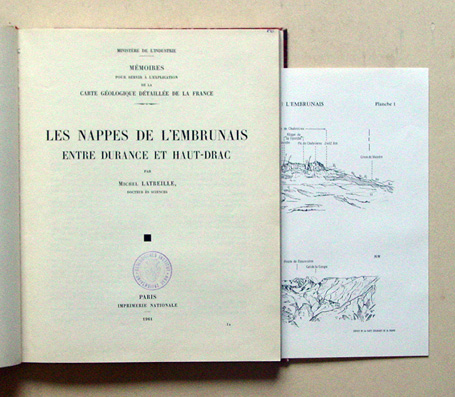 MINISTÈRE DE L'INDUSTRIE
MÉMOIRES
POUR SERVIR À L'EXPLICATION
DE LA
CARTE GÉOLOGIQUE DÉTAILLÉE DE LA FRANCE
LES NAPPES DE L'EMBRUNAIS
ENTRE DURANCE ET HAUT-DRAC
PAR
MICHEL LATREILLE,
DOCTEUR ÈS SCIENCES
PARIS
IMPRIMERIE NATIONALE
L'EMBRUNAIS
Planche 1